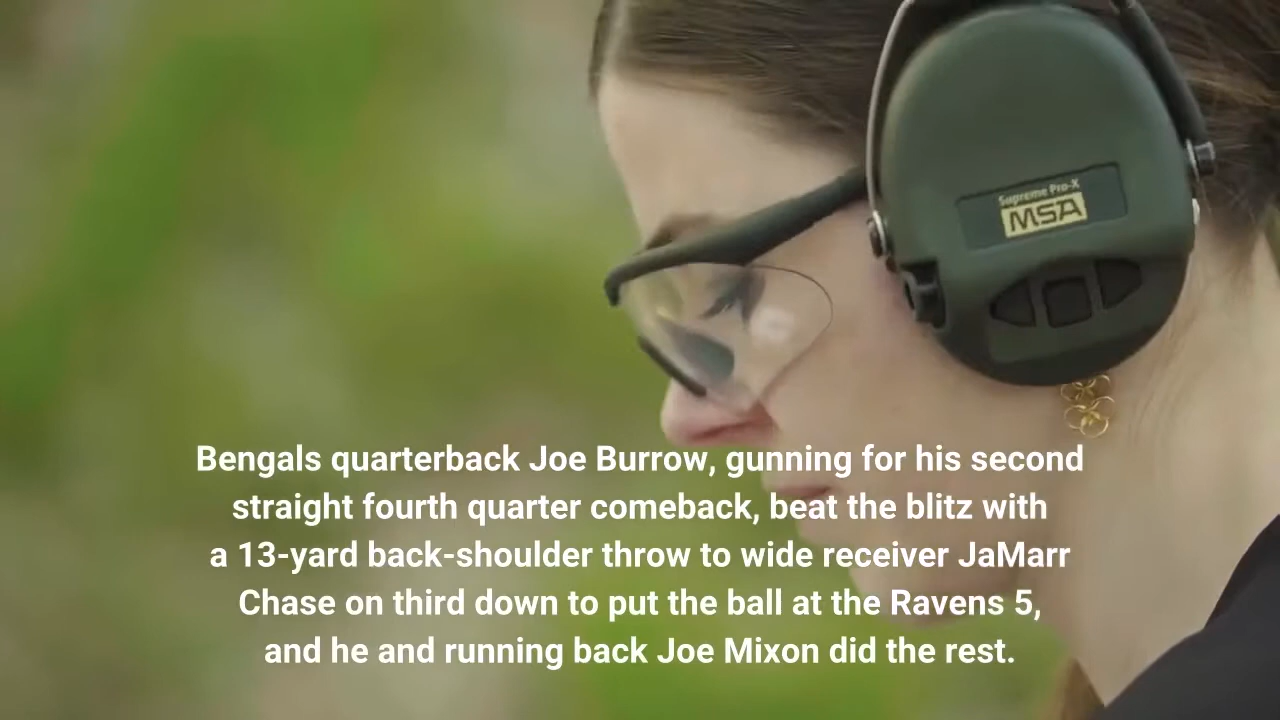 Supreme Pro-X
MSA
Bengals quarterback Joe Burrow, gunning for his second
straight fourth quarter comeback, beat the blitz with
a 13-yard back-shoulder throw to wide receiver JaMarr
Chase on third down to put the ball at the Ravens 5,
and he and running back Joe Mixon did the rest.